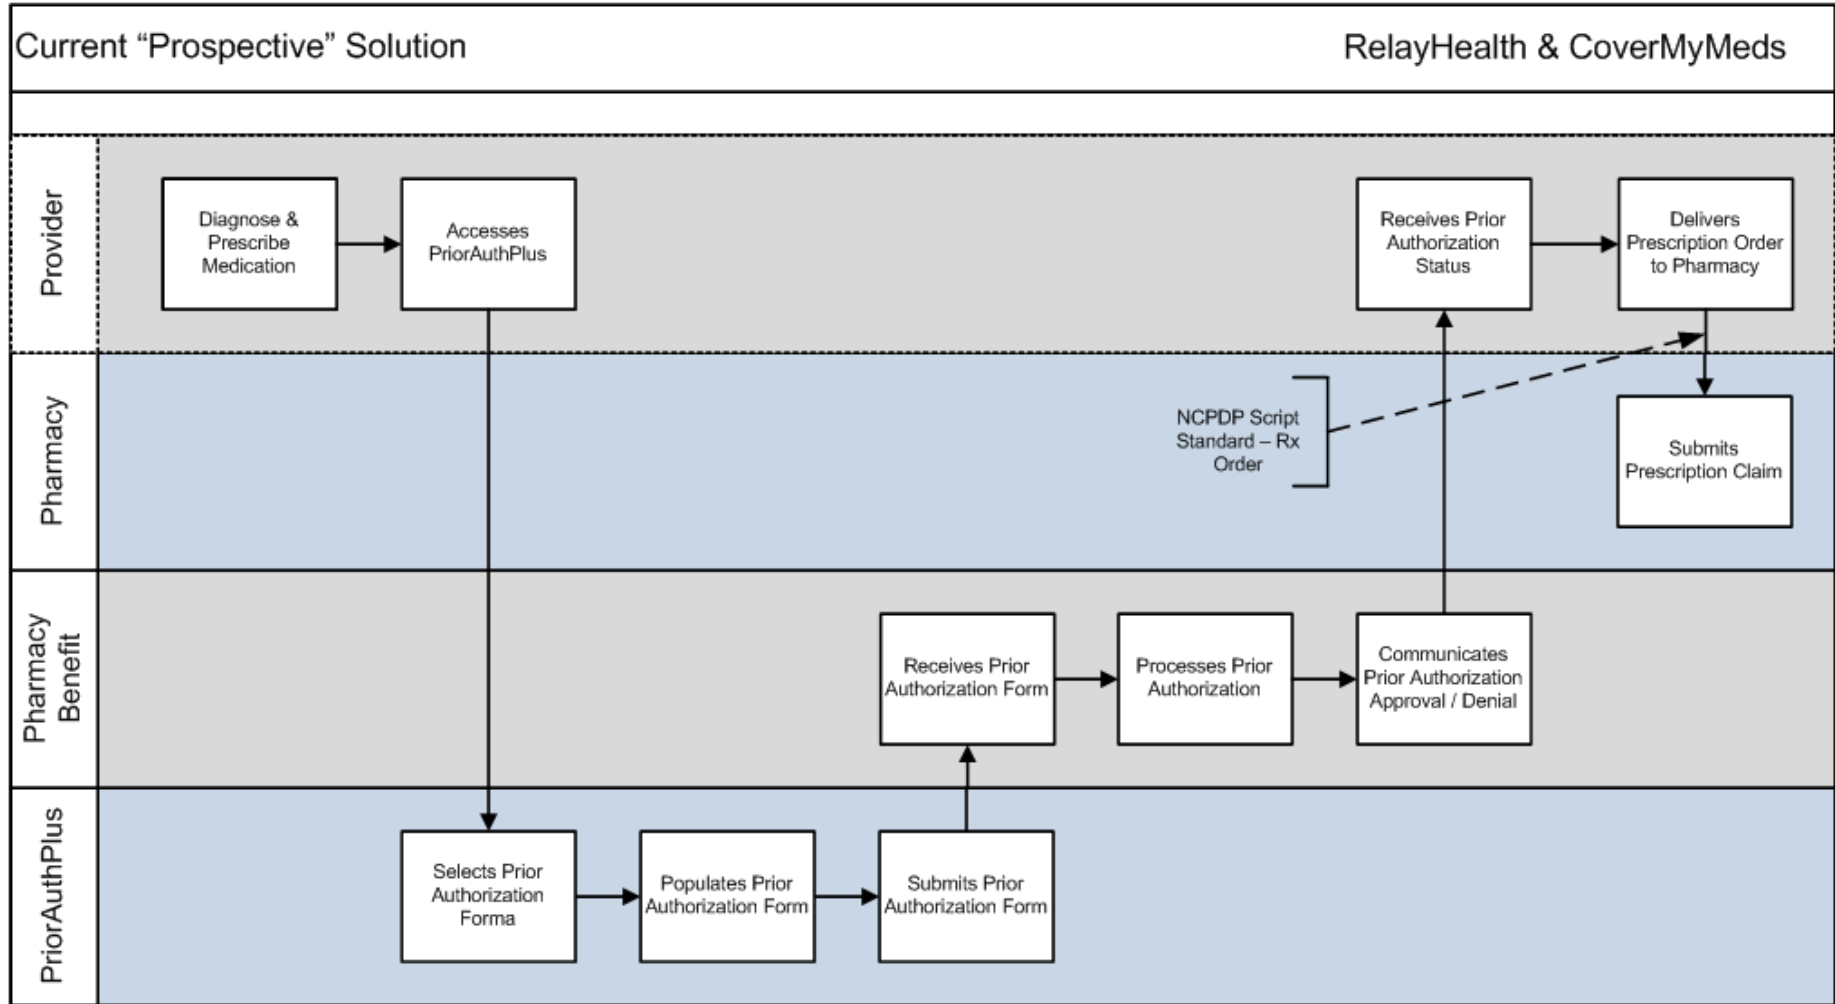 Current “Prospective” Solution
RelayHealth & CoverMyMeds
Provider
Diagnose &
Prescribe
Medication
Accesses
PriorAuthPlus
Receives Prior
Authorization
Status
Delivers
Prescription Order
to Pharmacy
Pharmacy
NCPDP Script
Standard – Rx
Order
Submits
Prescription Claim
Pharmacy
Benefit
Receives Prior
Authorization Form
Processes Prior
Authorization
Communicates
Prior Authorization
Approval / Denial
PriorAuthPlus
Selects Prior
Authorization
Forma
Populates Prior
Authorization Form
Submits Prior
Authorization Form